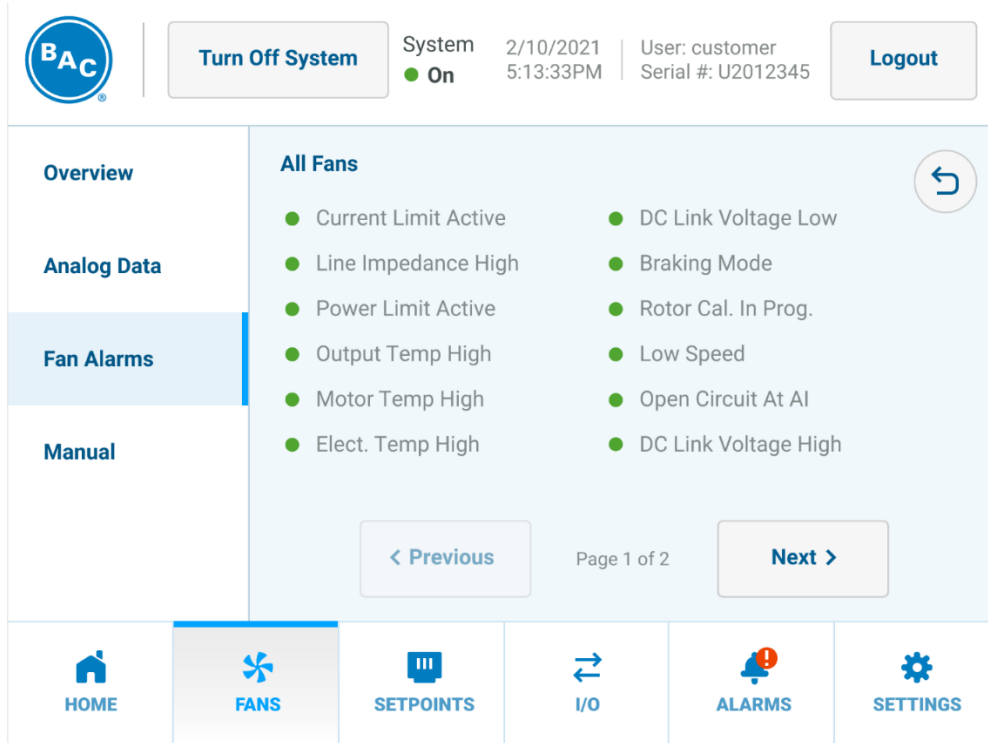 BAC
®
Turn Off System
System
On
2/10/2021
5:13:33PM
User: customer
Serial #: U2012345
Logout
Overview
Analog Data
Fan Alarms
Manual
All Fans
Current Limit Active
Line Impedance High
Power Limit Active
Output Temp High
Motor Temp High
Elect. Temp High
DC Link Voltage Low
Braking Mode
Rotor Cal. In Prog.
Low Speed
Open Circuit At AI
DC Link Voltage High
< Previous
Page 1 of 2
Next >
HOME
FANS
SETPOINTS
I/O
!
ALARMS
SETTINGS